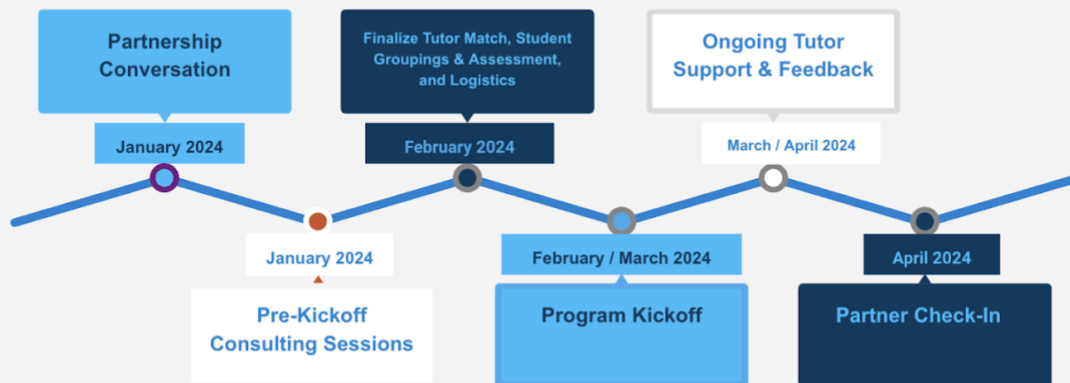 Partnership
Conversation
January 2024
Finalize Tutor Match, Student
Groupings & Assessment,
and Logistics
February 2024
Ongoing Tutor
Support & Feedback
March / April 2024
January 2024
Pre-Kickoff
Consulting Sessions
February / March 2024
Program Kickoff
April 2024
Partner Check-In